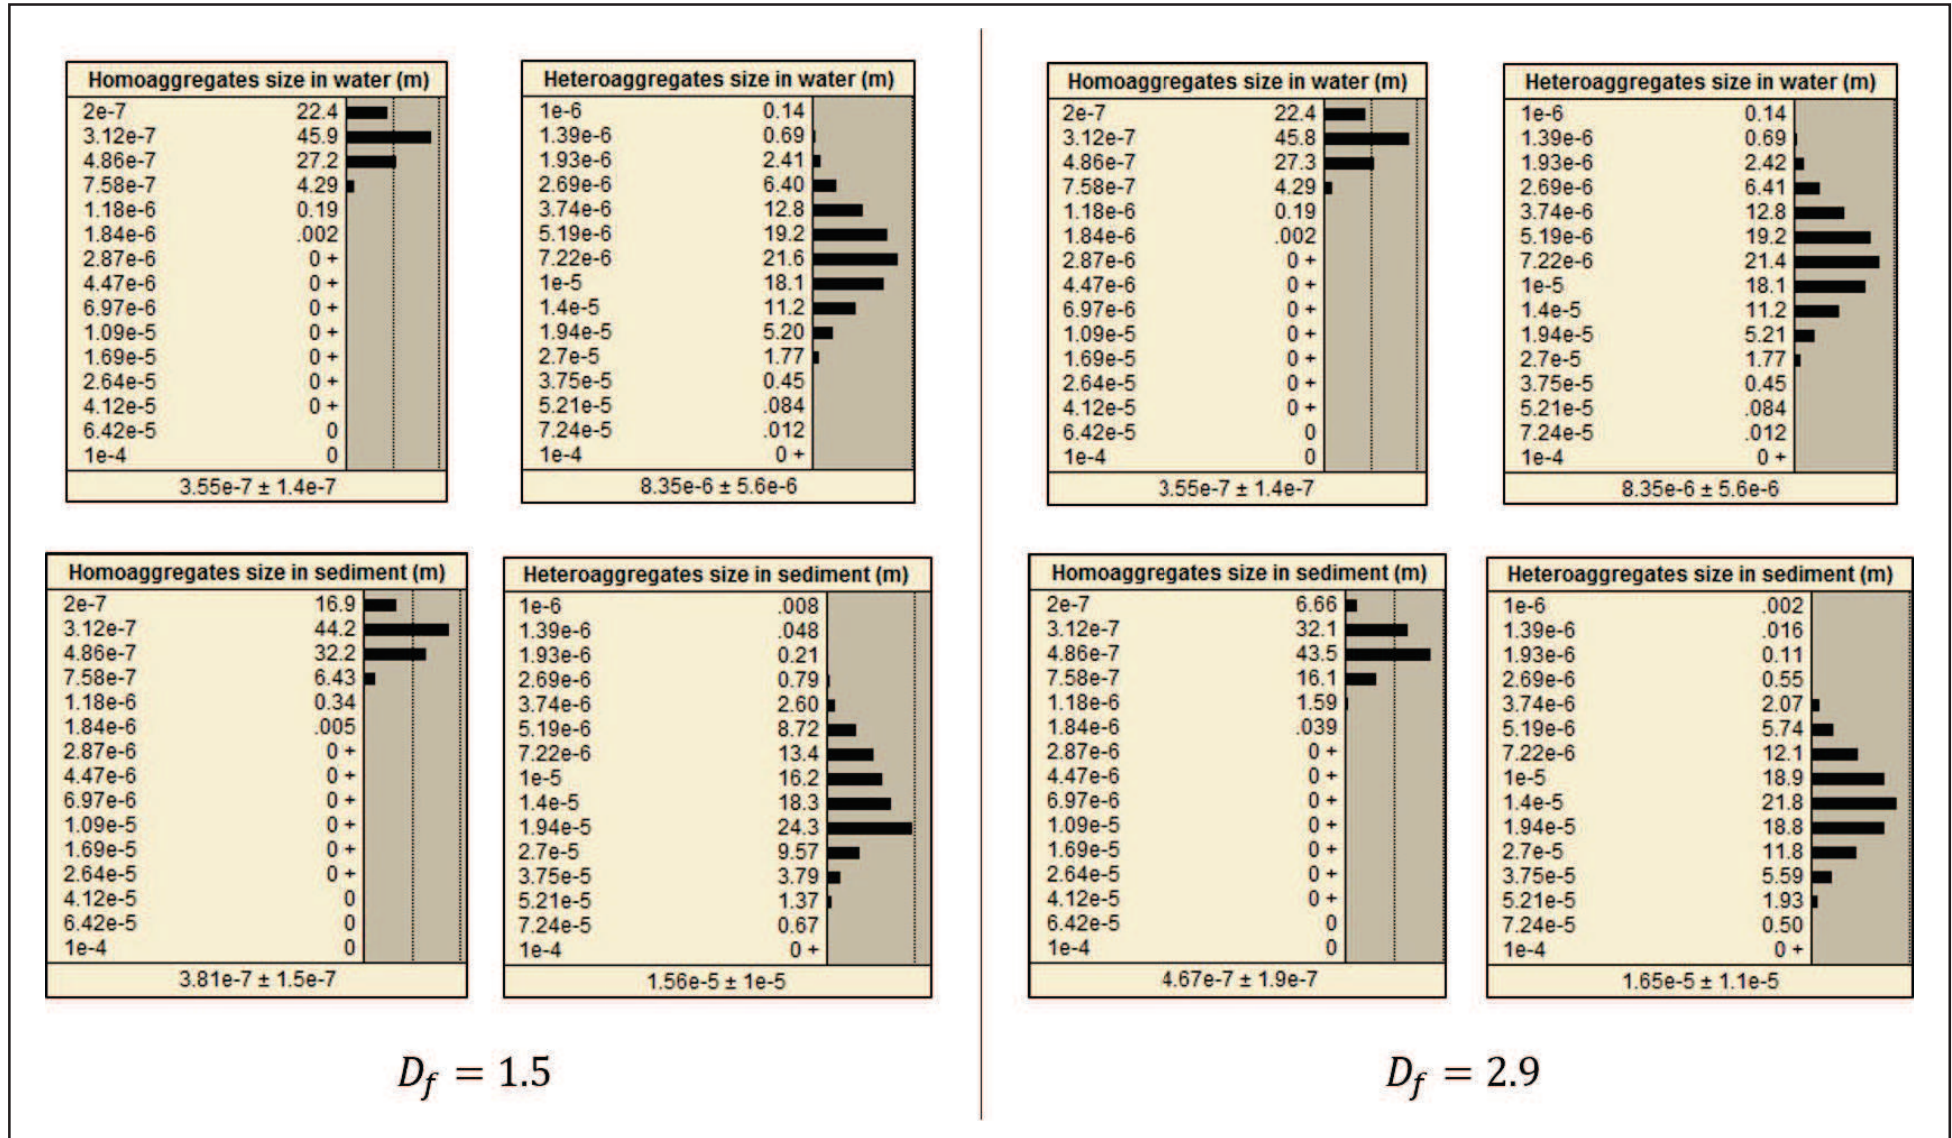 Homoaggregates size in water (m)
2e-7 22.4
3.12e-7 45.9
4.86e-7 27.2
7.58e-7 4.29
1.18e-6 0.19
1.84e-6 .002
2.87e-6 0 +
4.47e-6 0 +
6.97e-6 0 +
1.09e-5 0 +
1.69e-5 0 +
2.64e-5 0 +
4.12e-5 0 +
6.42e-5 0
1e-4 0
3.55e-7 ± 1.4e-7
Heteroaggregates size in water (m)
1e-6 0.14
1.39e-6 0.69
1.93e-6 2.41
2.69e-6 6.40
3.74e-6 12.8
5.19e-6 19.2
7.22e-6 21.6
1e-5 18.1
1.4e-5 11.2
1.94e-5 5.20
2.7e-5 1.77
3.75e-5 0.45
5.21e-5 .084
7.24e-5 .012
1e-4 0 +
8.35e-6 ± 5.6e-6
Homoaggregates size in sediment (m)
2e-7 16.9
3.12e-7 44.2
4.86e-7 32.2
7.58e-7 6.43
1.18e-6 0.34
1.84e-6 .005
2.87e-6 0 +
4.47e-6 0 +
6.97e-6 0 +
1.09e-5 0 +
1.69e-5 0 +
2.64e-5 0 +
4.12e-5 0
6.42e-5 0
1e-4 0
3.81e-7 ± 1.5e-7
Heteroaggregates size in sediment (m)
1e-6 .008
1.39e-6 .048
1.93e-6 0.21
2.69e-6 0.79
3.74e-6 2.60
5.19e-6 8.72
7.22e-6 13.4
1e-5 16.2
1.4e-5 18.3
1.94e-5 24.3
2.7e-5 9.57
3.75e-5 3.79
5.21e-5 1.37
7.24e-5 0.67
1e-4 0 +
1.56e-5 ± 1e-5
D_f = 1.5
Homoaggregates size in water (m)
2e-7 22.4
3.12e-7 45.8
4.86e-7 27.3
7.58e-7 4.29
1.18e-6 0.19
1.84e-6 .002
2.87e-6 0 +
4.47e-6 0 +
6.97e-6 0 +
1.09e-5 0 +
1.69e-5 0 +
2.64e-5 0 +
4.12e-5 0 +
6.42e-5 0
1e-4 0
3.55e-7 ± 1.4e-7
Heteroaggregates size in water (m)
1e-6 0.14
1.39e-6 0.69
1.93e-6 2.42
2.69e-6 6.41
3.74e-6 12.8
5.19e-6 19.2
7.22e-6 21.4
1e-5 18.1
1.4e-5 11.2
1.94e-5 5.21
2.7e-5 1.77
3.75e-5 0.45
5.21e-5 .084
7.24e-5 .012
1e-4 0 +
8.35e-6 ± 5.6e-6
Homoaggregates size in sediment (m)
2e-7 6.66
3.12e-7 32.1
4.86e-7 43.5
7.58e-7 16.1
1.18e-6 1.59
1.84e-6 .039
2.87e-6 0 +
4.47e-6 0 +
6.97e-6 0 +
1.09e-5 0 +
1.69e-5 0 +
2.64e-5 0 +
4.12e-5 0 +
6.42e-5 0
1e-4 0
4.67e-7 ± 1.9e-7
Heteroaggregates size in sediment (m)
1e-6 .002
1.39e-6 .016
1.93e-6 0.11
2.69e-6 0.55
3.74e-6 2.07
5.19e-6 5.74
7.22e-6 12.1
1e-5 18.9
1.4e-5 21.8
1.94e-5 18.8
2.7e-5 11.8
3.75e-5 5.59
5.21e-5 1.93
7.24e-5 0.50
1e-4 0 +
1.65e-5 ± 1.1e-5
D_f = 2.9